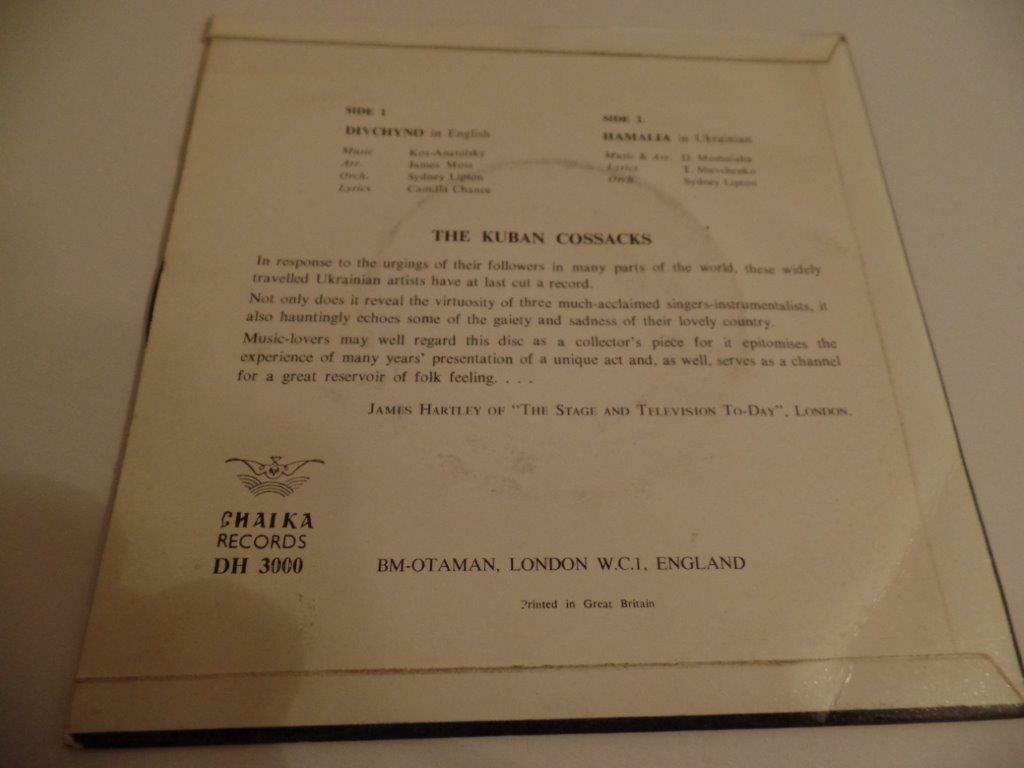 SIDE 1
DIVCHYNO in English
Music Kos-Anatolsky
Arr. James Moss
Orch. Sydney Lipton
Lyrics Camilla Chance
SIDE 2.
HAMALIA in Ukrainian
Music & Arr. D.
Lyrics T. Shevchenko
Orch. Sydney Lipton
THE KUBAN COSSACKS
In response to the urgings of their followers in many parts of the world, these widely
travelled Ukrainian artists have at last cut a record.
Not only does it reveal the virtuosity of three much-acclaimed singers-instrumentalists, it
also hauntingly echoes some of the gaiety and sadness of their lovely country.
Music-lovers may well regard this disc as a collector's piece for it epitomises the
experience of many years' presentation of a unique act and, as well, serves as a channel
for a great reservoir of folk feeling. . . .
JAMES HARTLEY OF "THE STAGE AND TELEVISION TO-DAY", LONDON.
CHAIKA
RECORDS
DH 3000
BM-OTAMAN, LONDON W.C.1, ENGLAND
Printed in Great Britain